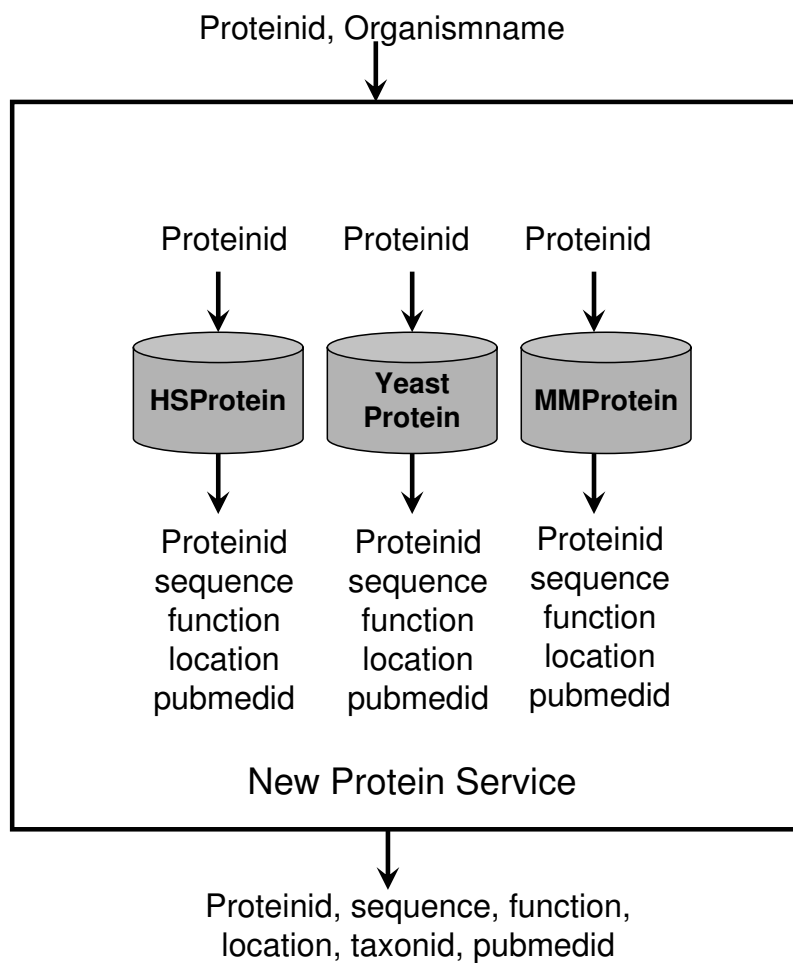 Proteinid, Organismname
Proteinid
Proteinid
Proteinid
HSProtein
Yeast
Protein
MMProtein
Proteinid
sequence
function
location
pubmedid
Proteinid
sequence
function
location
pubmedid
Proteinid
sequence
function
location
pubmedid
New Protein Service
Proteinid, sequence, function,
location, taxonid, pubmedid